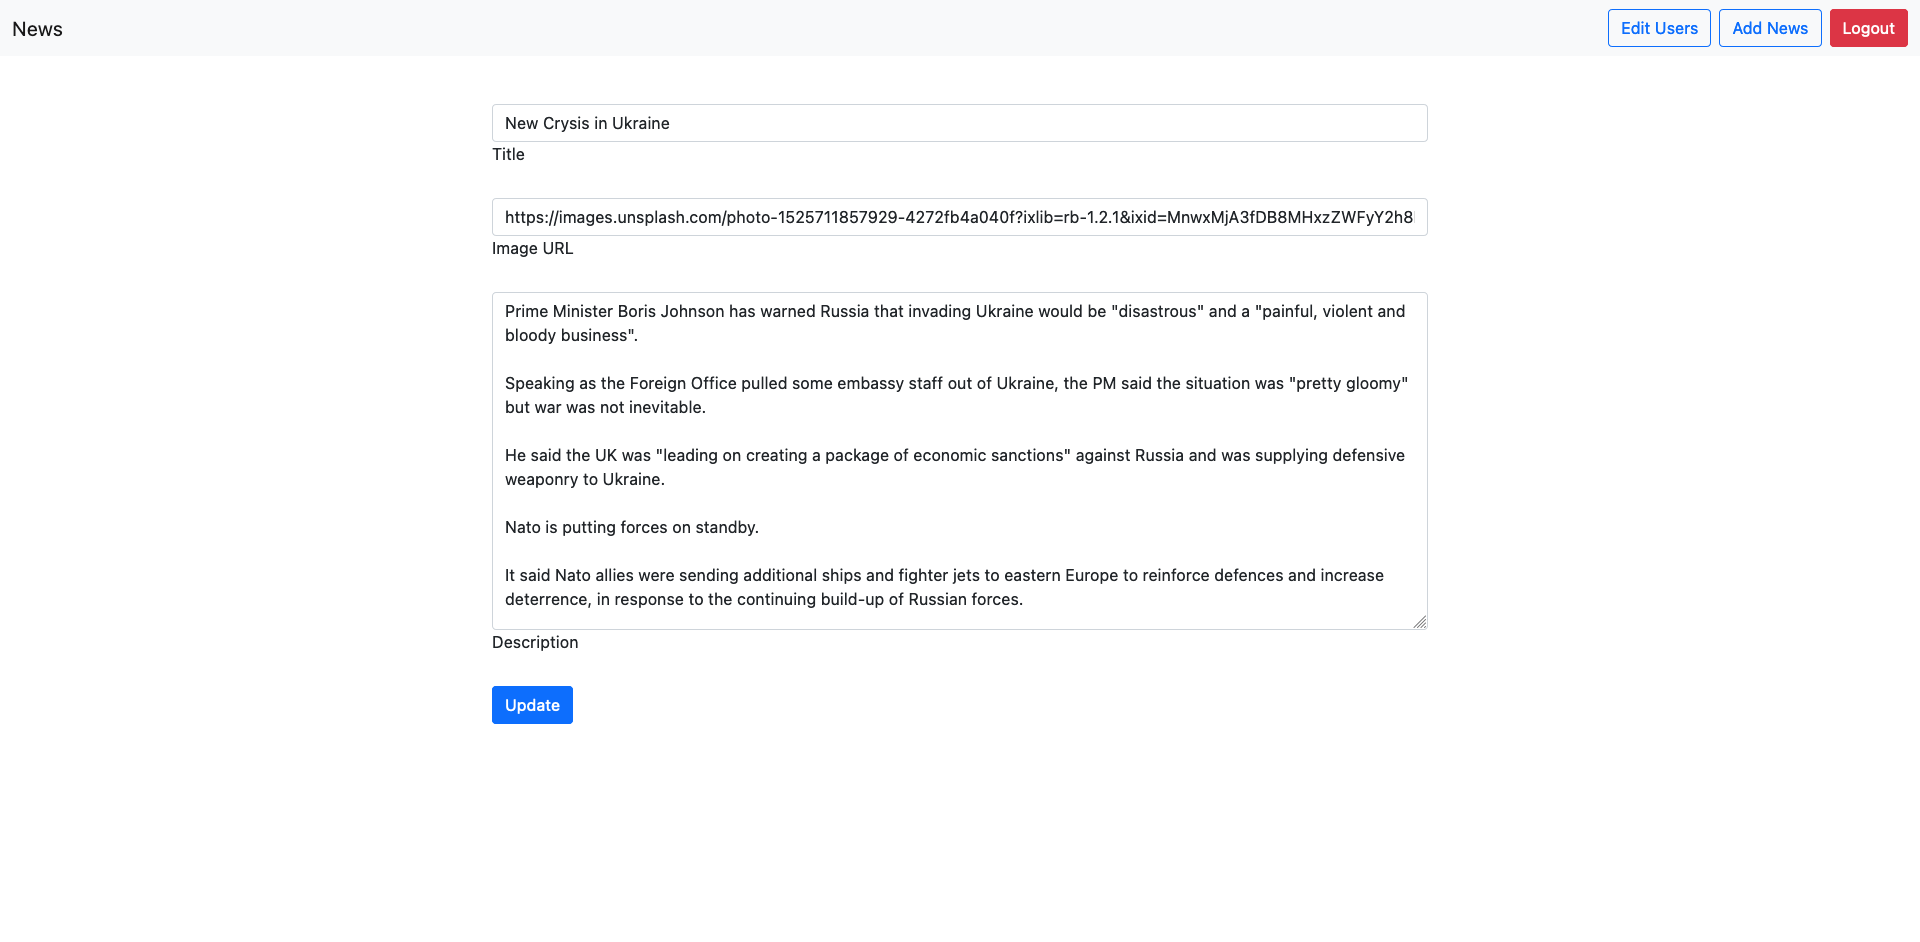 News
Edit Users
Add News
Logout
New Crysis in Ukraine
Title
https://images.unsplash.com/photo-1525711857929-4272fb4a040f?ixlib=rb-1.2.1&ixid=MnwxMjA3fDB8MHxzZWFyY2h8
Image URL
Prime Minister Boris Johnson has warned Russia that invading Ukraine would be "disastrous" and a "painful, violent and
bloody business".
Speaking as the Foreign Office pulled some embassy staff out of Ukraine, the PM said the situation was "pretty gloomy"
but war was not inevitable.
He said the UK was "leading on creating a package of economic sanctions" against Russia and was supplying defensive
weaponry to Ukraine.
Nato is putting forces on standby.
It said Nato allies were sending additional ships and fighter jets to eastern Europe to reinforce defences and increase
deterrence, in response to the continuing build-up of Russian forces.
Description
Update